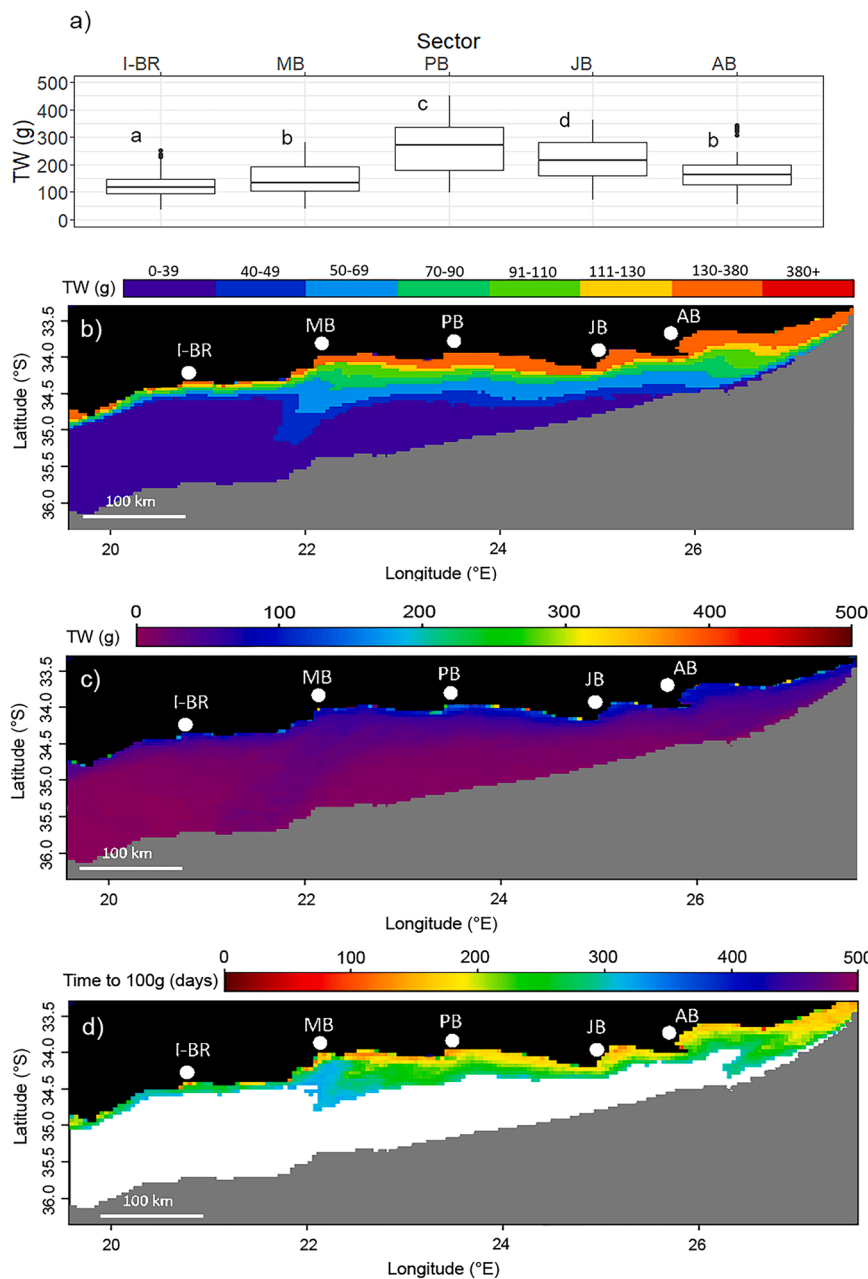 a)
Sector
I-BR MB PB JB AB
TW (g)
500
400
300
200
100
0
a b c d b
TW (g) 0-39 40-49 50-69 70-90 91-110 111-130 130-380 380+
b)
I-BR MB PB JB AB
Latitude (°S)
33.5
34.0
34.5
35.0
35.5
36.0
100 km
20 22 24 26
Longitude (°E)
0 100 200 300 400 500
TW (g)
c)
I-BR MB PB JB AB
Latitude (°S)
33.5
34.0
34.5
35.0
35.5
36.0
100 km
20 22 24 26
Longitude (°E)
0 100 200 300 400 500
Time to 100g (days)
d)
I-BR MB PB JB AB
Latitude (°S)
33.5
34.0
34.5
35.0
35.5
36.0
100 km
20 22 24 26
Longitude (°E)